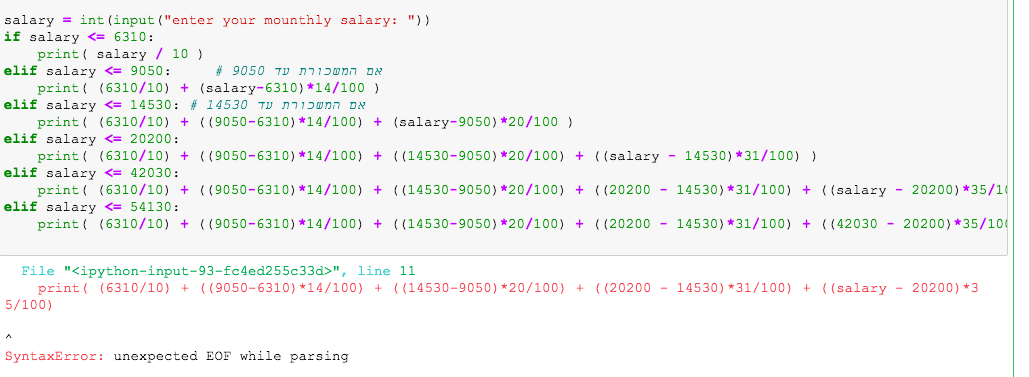 salary = int(input("enter your mounthly salary: "))
if salary <= 6310:
print( salary / 10 )
elif salary <= 9050: # 9050 אם המשכורת עד
print( (6310/10) + (salary-6310)*14/100 )
elif salary <= 14530: # 14530 אם המשכורת עד
print( (6310/10) + ((9050-6310)*14/100) + (salary-9050)*20/100 )
elif salary <= 20200:
print( (6310/10) + ((9050-6310)*14/100) + ((14530-9050)*20/100) + ((salary - 14530)*31/100) )
elif salary <= 42030:
print( (6310/10) + ((9050-6310)*14/100) + ((14530-9050)*20/100) + ((20200 - 14530)*31/100) + ((salary - 20200)*35/10
elif salary <= 54130:
print( (6310/10) + ((9050-6310)*14/100) + ((14530-9050)*20/100) + ((20200 - 14530)*31/100) + ((42030 - 20200)*35/100
File "<ipython-input-93-fc4ed255c33d>", line 11
print( (6310/10) + ((9050-6310)*14/100) + ((14530-9050)*20/100) + ((20200 - 14530)*31/100) + ((salary - 20200)*3
5/100)
^
SyntaxError: unexpected EOF while parsing